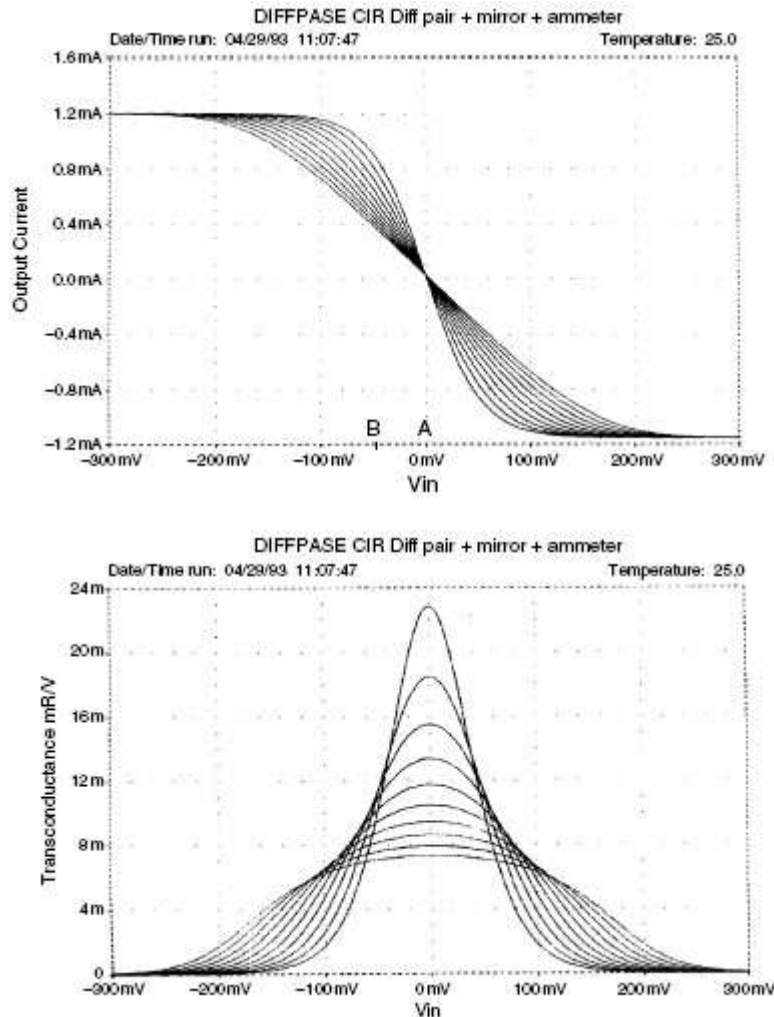 DIFFPASE CIR Diff pair + mirror + ammeter
Date/Time run: 04/29/93 11:07:47 Temperature: 25.0
1.6mA
1.2mA
0.8mA
0.4mA
0.0mA
−0.4mA
−0.8mA
−1.2mA
Output Current
B A
−300mV −200mV −100mV 0mV 100mV 200mV 300mV
Vin
DIFFPASE CIR Diff pair + mirror + ammeter
Date/Time run: 04/29/93 11:07:47 Temperature: 25.0
24m
20m
16m
12m
8m
4m
0
Transconductance mR/V
−300mV −200mV −100mV 0mV 100mV 200mV 300mV
Vin